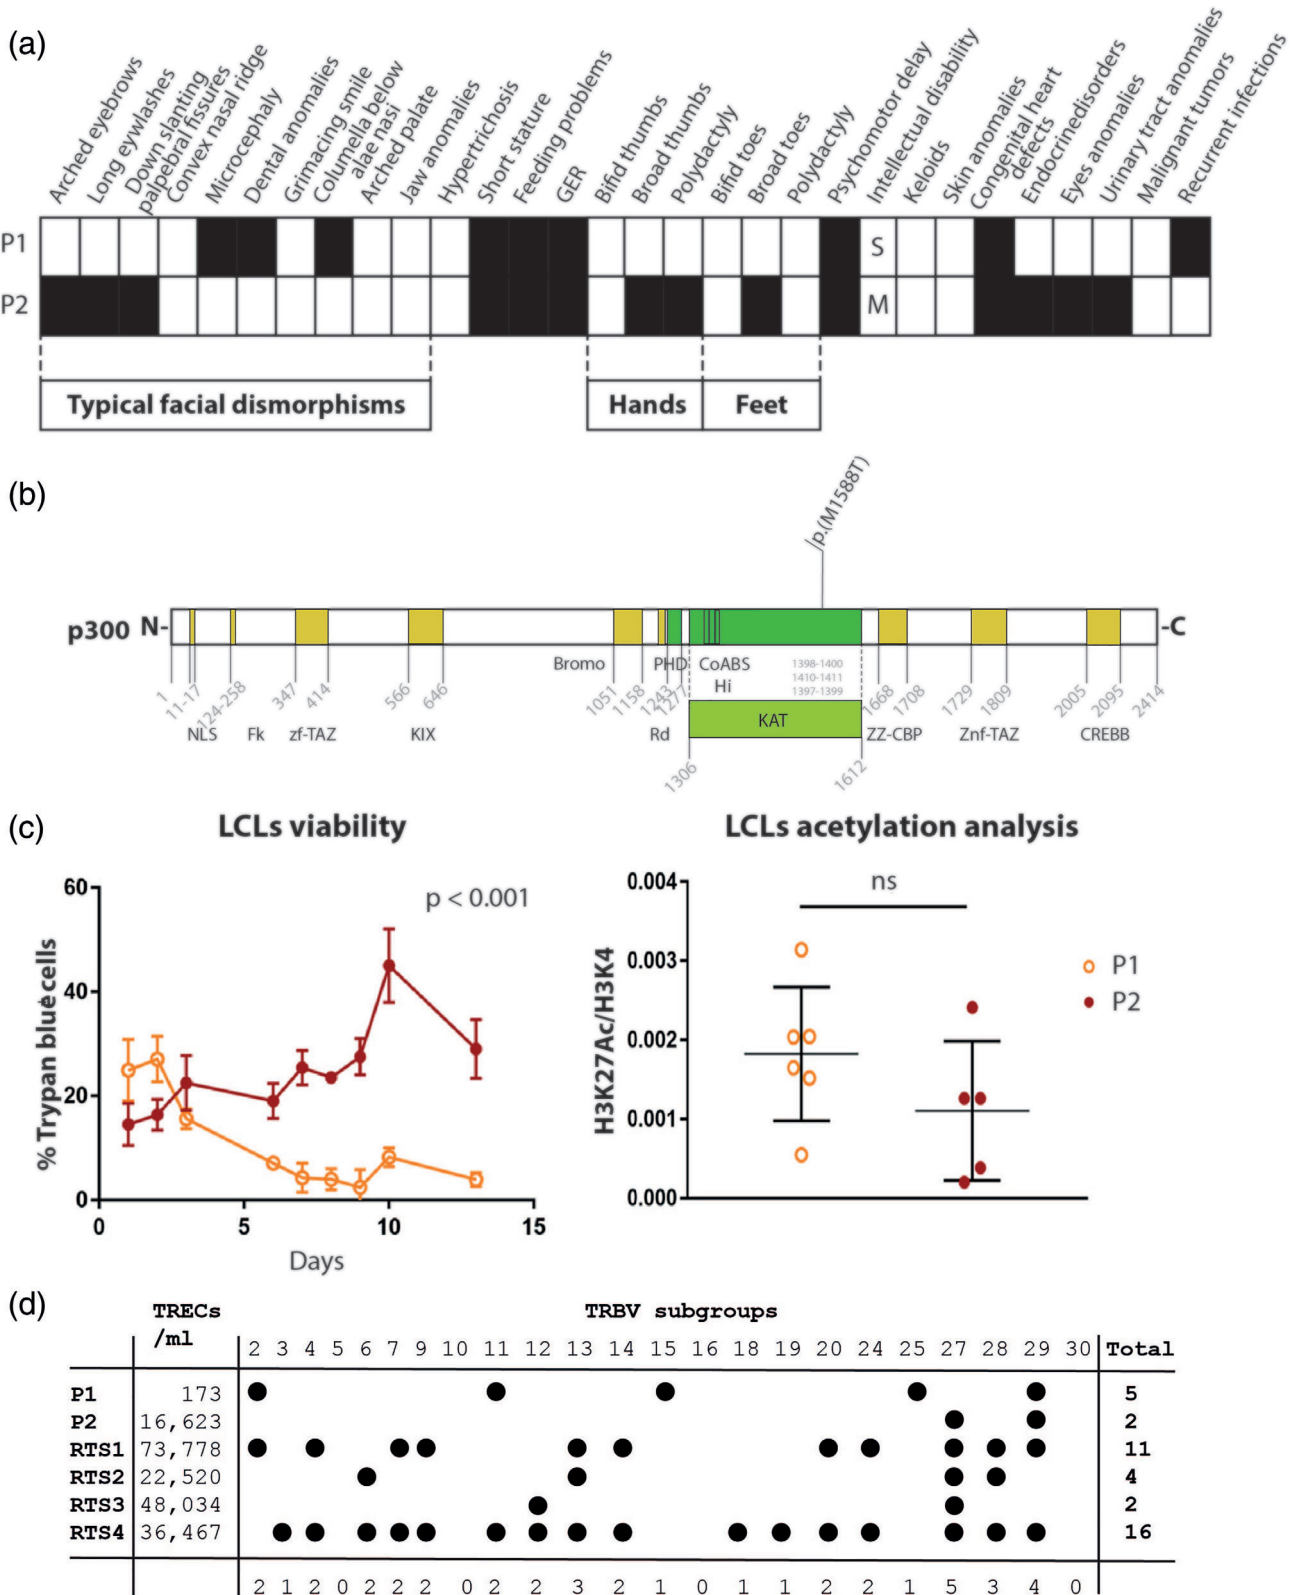 (a)
Arched eyebrows
Long eyrwlashes
Down slanting
palpebral fissures
Convex nasal ridge
Microcephaly
Dental anomalies
Grimacing smile
Columella below
alae nasi
Arched palate
Jaw anomalies
Hypertrichosis
Short stature
Feeding problems
GER
Bifid thumbs
Broad thumbs
Polydactyly
Bifid toes
Broad toes
Polydactyly
Psychomotor delay
Intellectual disability
Keloids
Skin anomalies
Congenital heart
defects
Endocrinedisorders
Eyes anomalies
Urinary tract anomalies
Malignant tumors
Recurrent infections
P1 S
P2 M
Typical facial dismorphisms Hands Feet
(b)
p.(M1588T)
p300 N- -C
Bromo PHD CoABS 1398-1400
Hi 1410-1411
1397-1399
1 11-17 124-258 347 414 566 646 1051 1158 1243 1277 1668 1708 1729 1809 2005 2095 2414
NLS Fk zf-TAZ KIX Rd KAT ZZ-CBP Znf-TAZ CREBB
1306 1612
(c)
LCLs viability
p < 0.001
% Trypan blue cells
60
40
20
0
0 5 10 15
Days
LCLs acetylation analysis
ns
H3K27Ac/H3K4
0.004
0.003
0.002
0.001
0.000
P1
P2
(d)
TRECs /ml TRBV subgroups
2 3 4 5 6 7 9 10 11 12 13 14 15 16 18 19 20 24 25 27 28 29 30 Total
P1 173 5
P2 16,623 2
RTS1 73,778 11
RTS2 22,520 4
RTS3 48,034 2
RTS4 36,467 16
2 1 2 0 2 2 2 0 2 2 3 2 1 0 1 1 2 2 1 5 3 4 0